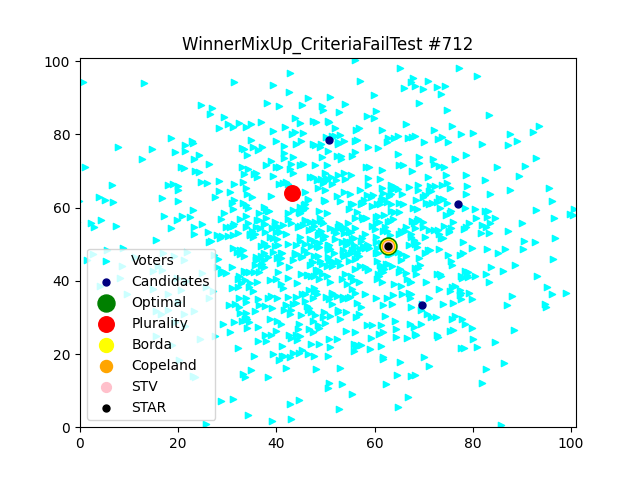 WinnerMixUp_CriteriaFailTest #712
100
80
60
40
20
0
0 20 40 60 80 100
Voters
Candidates
Optimal
Plurality
Borda
Copeland
STV
STAR